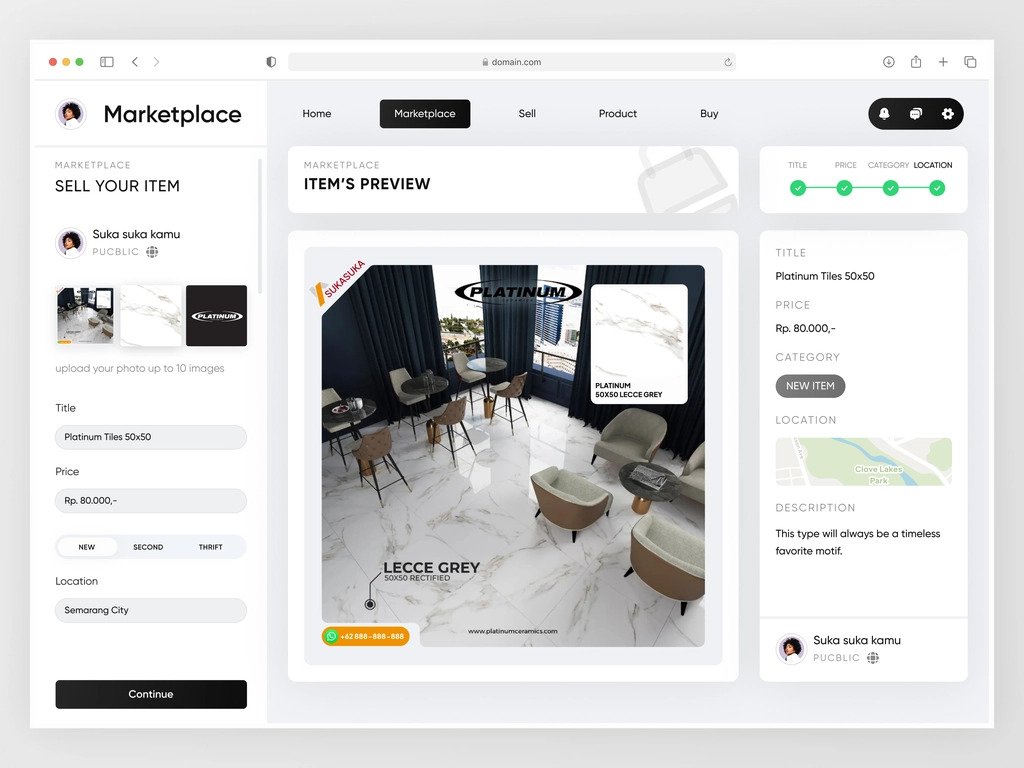 domain.com
Marketplace
Home
Marketplace
Sell
Product
Buy
MARKETPLACE
SELL YOUR ITEM
Suka suka kamu
PUCBLIC
PLATINUM
upload your photo up to 10 images
Title
Platinum Tiles 50x50
Price
Rp. 80.000,-
NEW
SECOND
THRIFT
Location
Semarang City
Continue
MARKETPLACE
ITEM'S PREVIEW
SUKASUKA
PLATINUM
PLATINUM
50X50 LECCE GREY
LECCE GREY
50X50 RECTIFIED
+62 888-888-888
www.platinumceramics.com
TITLE
PRICE
CATEGORY
LOCATION
TITLE
Platinum Tiles 50x50
PRICE
Rp. 80.000,-
CATEGORY
NEW ITEM
LOCATION
Clove Lakes
Park
DESCRIPTION
This type will always be a timeless
favorite motif.
Suka suka kamu
PUCBLIC